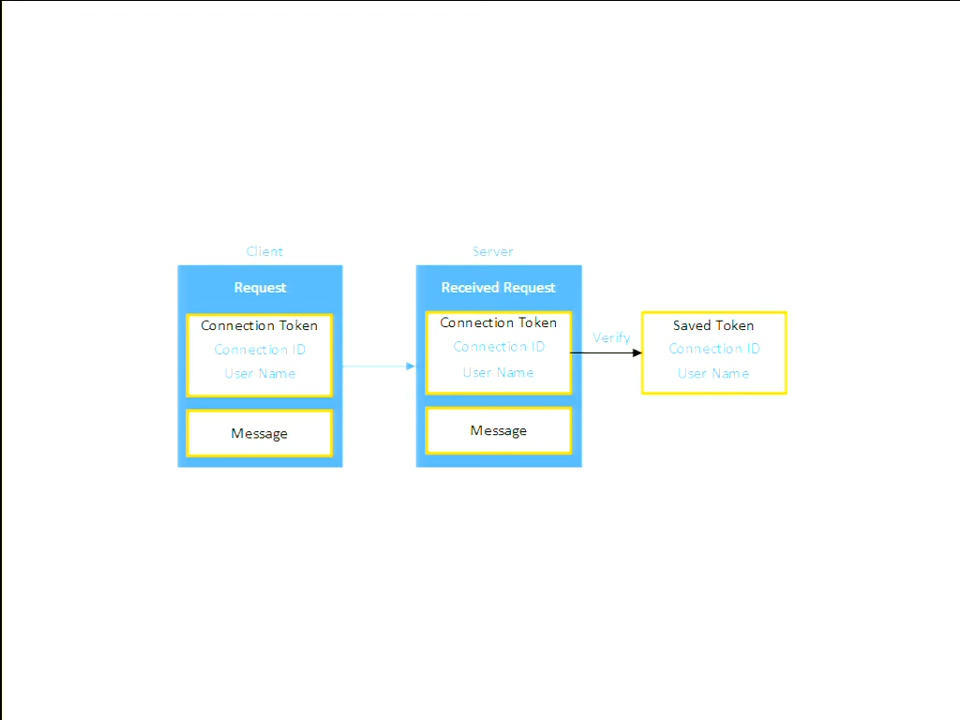 Client
Server
Request
Received Request
Connection Token
Connection ID
User Name
Connection Token
Connection ID
User Name
Verify
Saved Token
Connection ID
User Name
Message
Message